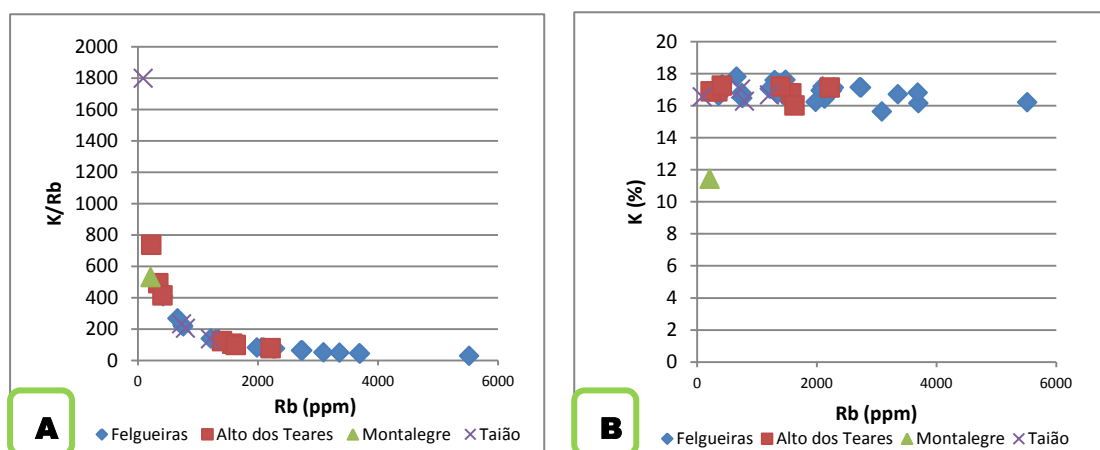 2000
1800
1600
1400
1200
1000
800
600
400
200
0
K/Rb
0 2000 4000 6000
Rb (ppm)
A
Felgueiras Alto dos Teares Montalegre Taião
20
18
16
14
12
10
8
6
4
2
0
K (%)
0 2000 4000 6000
Rb (ppm)
B
Felgueiras Alto dos Teares Montalegre Taião